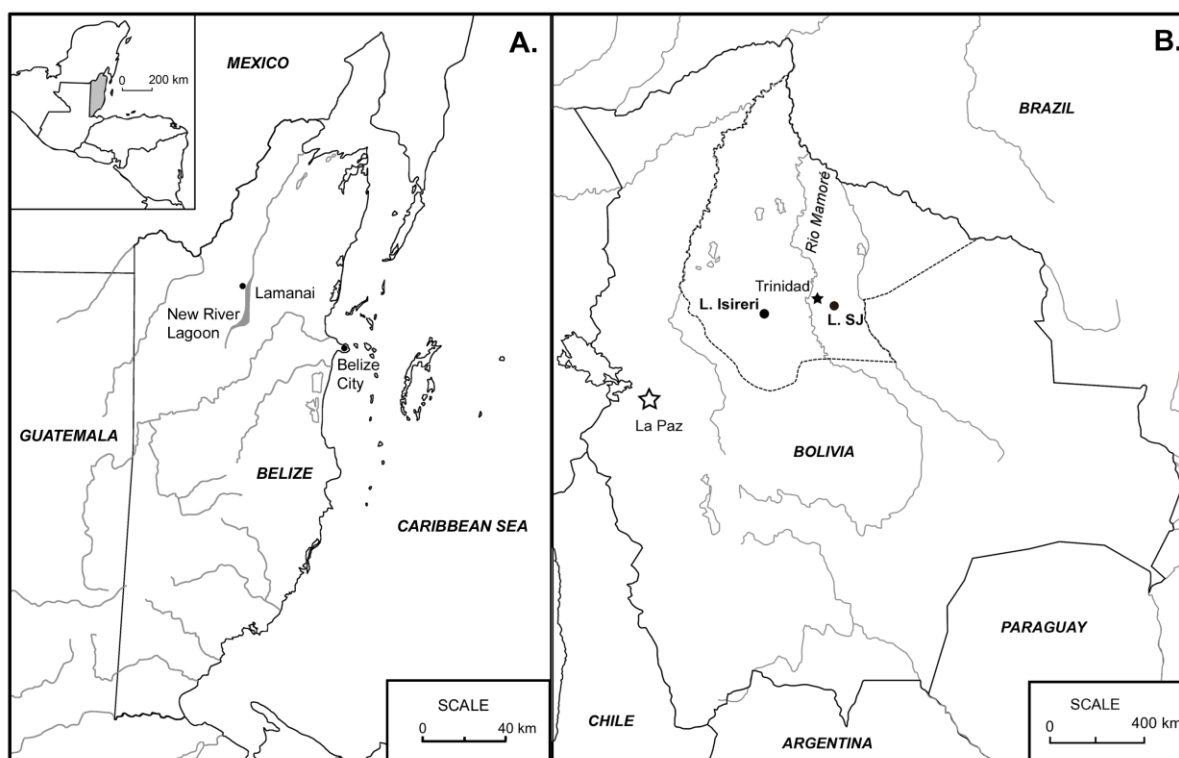 A.
MEXICO
0 200 km
Lamanai
New River
Lagoon
Belize
City
GUATEMALA
BELIZE
CARIBBEAN SEA
SCALE
0 40 km
B.
BRAZIL
Rio Mamoré
Trinidad
L. Isireri
L. SJ
La Paz
BOLIVIA
PARAGUAY
CHILE
ARGENTINA
SCALE
0 400 km